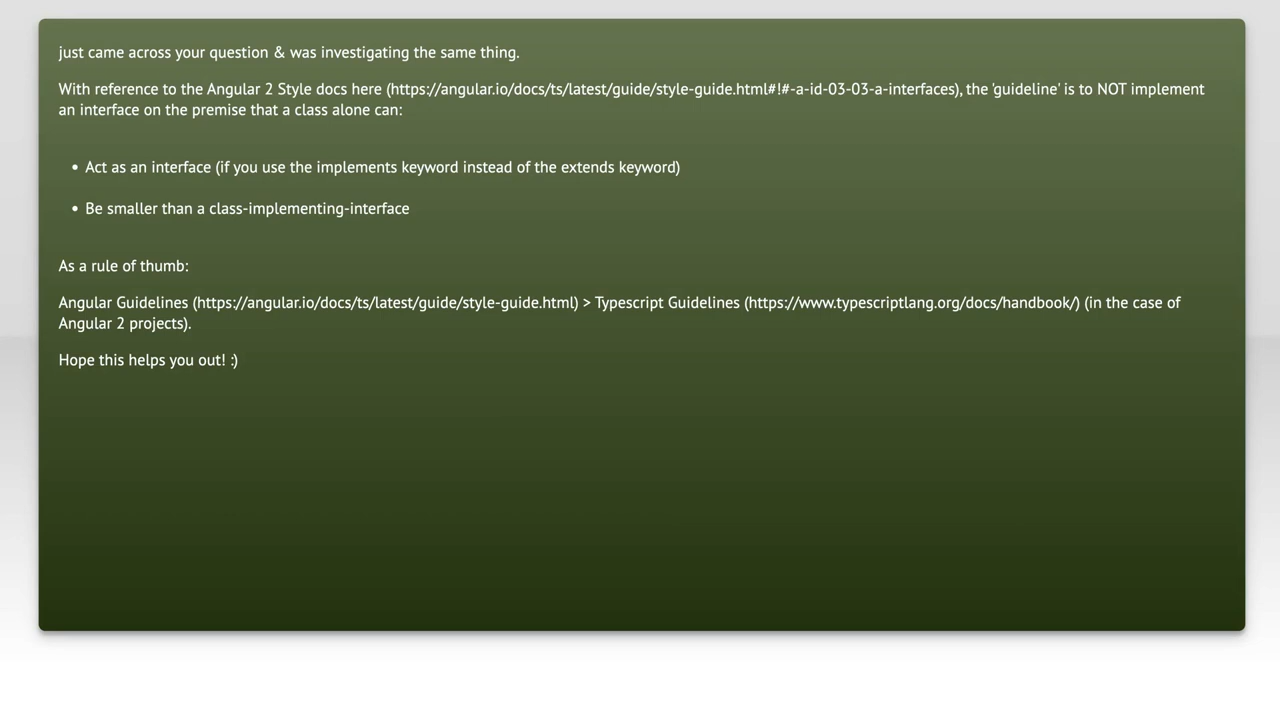 just came across your question & was investigating the same thing.
With reference to the Angular 2 Style docs here (https://angular.io/docs/ts/latest/guide/style-guide.html#!#-a-id-03-03-a-interfaces), the 'guideline' is to NOT implement
an interface on the premise that a class alone can:
• Act as an interface (if you use the implements keyword instead of the extends keyword)
• Be smaller than a class-implementing-interface
As a rule of thumb:
Angular Guidelines (https://angular.io/docs/ts/latest/guide/style-guide.html) > Typescript Guidelines (https://www.typescriptlang.org/docs/handbook/) (in the case of
Angular 2 projects).
Hope this helps you out! :)